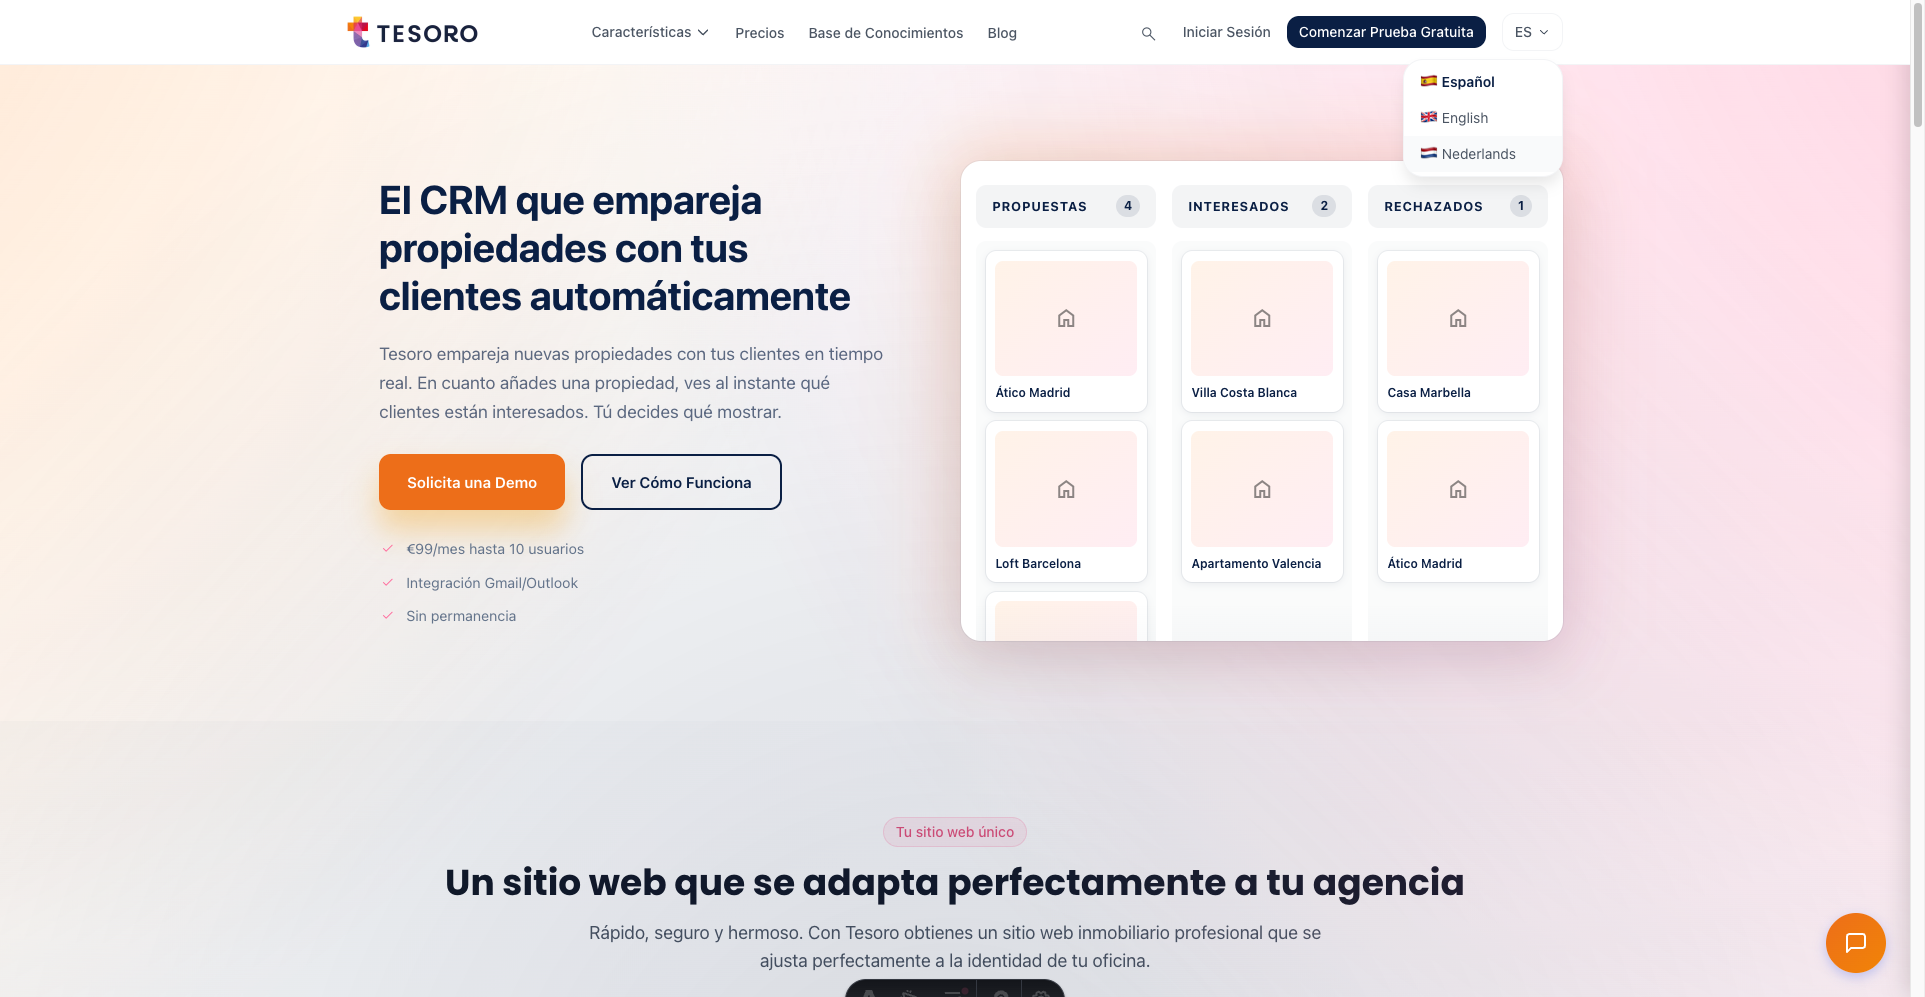 TESORO
Características
Precios
Base de Conocimientos
Blog
Iniciar Sesión
Comenzar Prueba Gratuita
ES
Español
English
Nederlands
El CRM que empareja
propiedades con tus
clientes automáticamente
Tesoro empareja nuevas propiedades con tus clientes en tiempo
real. En cuanto añades una propiedad, ves al instante qué
clientes están interesados. Tú decides qué mostrar.
Solicita una Demo
Ver Cómo Funciona
€99/mes hasta 10 usuarios
Integración Gmail/Outlook
Sin permanencia
PROPUESTAS 4
Ático Madrid
Loft Barcelona
INTERESADOS 2
Villa Costa Blanca
Apartamento Valencia
RECHAZADOS 1
Casa Marbella
Ático Madrid
Tu sitio web único
Un sitio web que se adapta perfectamente a tu agencia
Rápido, seguro y hermoso. Con Tesoro obtienes un sitio web inmobiliario profesional que se
ajusta perfectamente a la identidad de tu oficina.